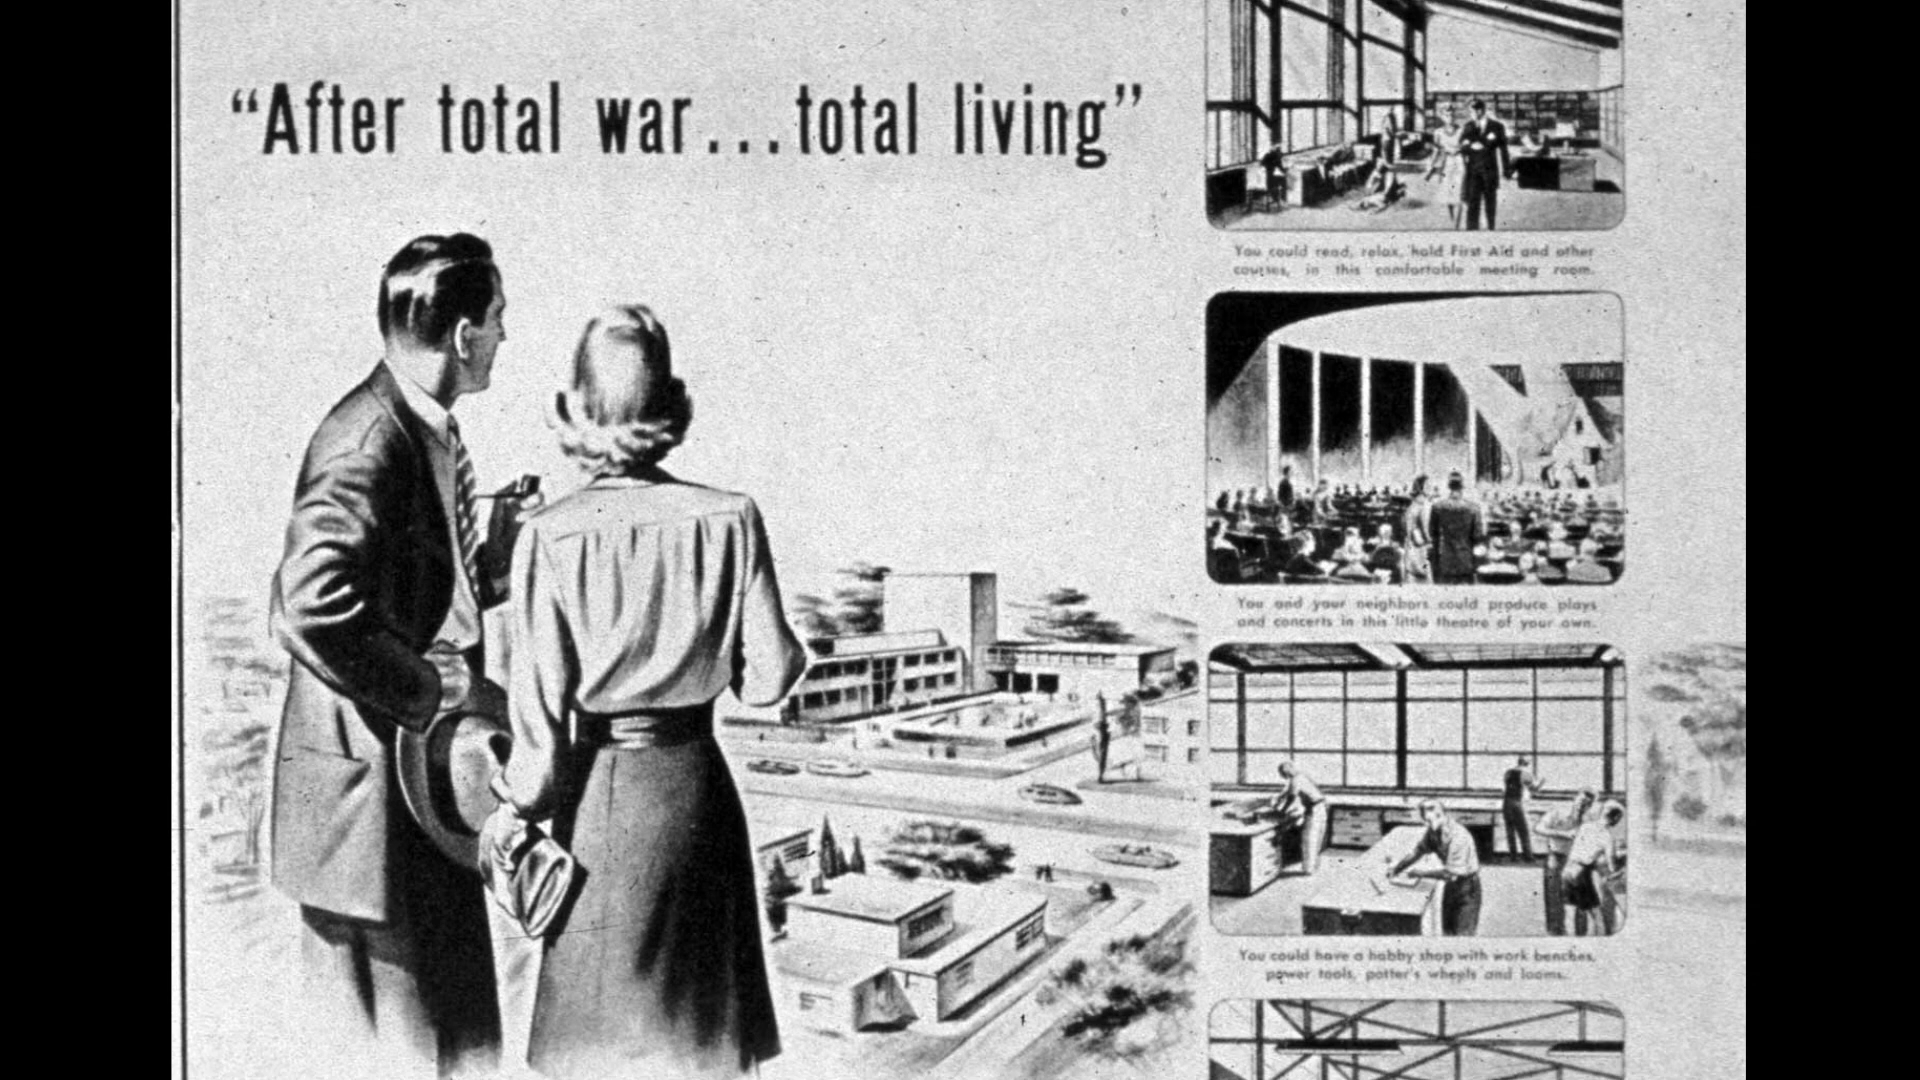 “After total war...total living”
You could read, relax, hold First Aid and other
courses, in this comfortable meeting room.
You and your neighbors could produce plays
and concerts in this little theatre of your own.
You could have a hobby shop with work benches,
power tools, potter's wheels and looms.